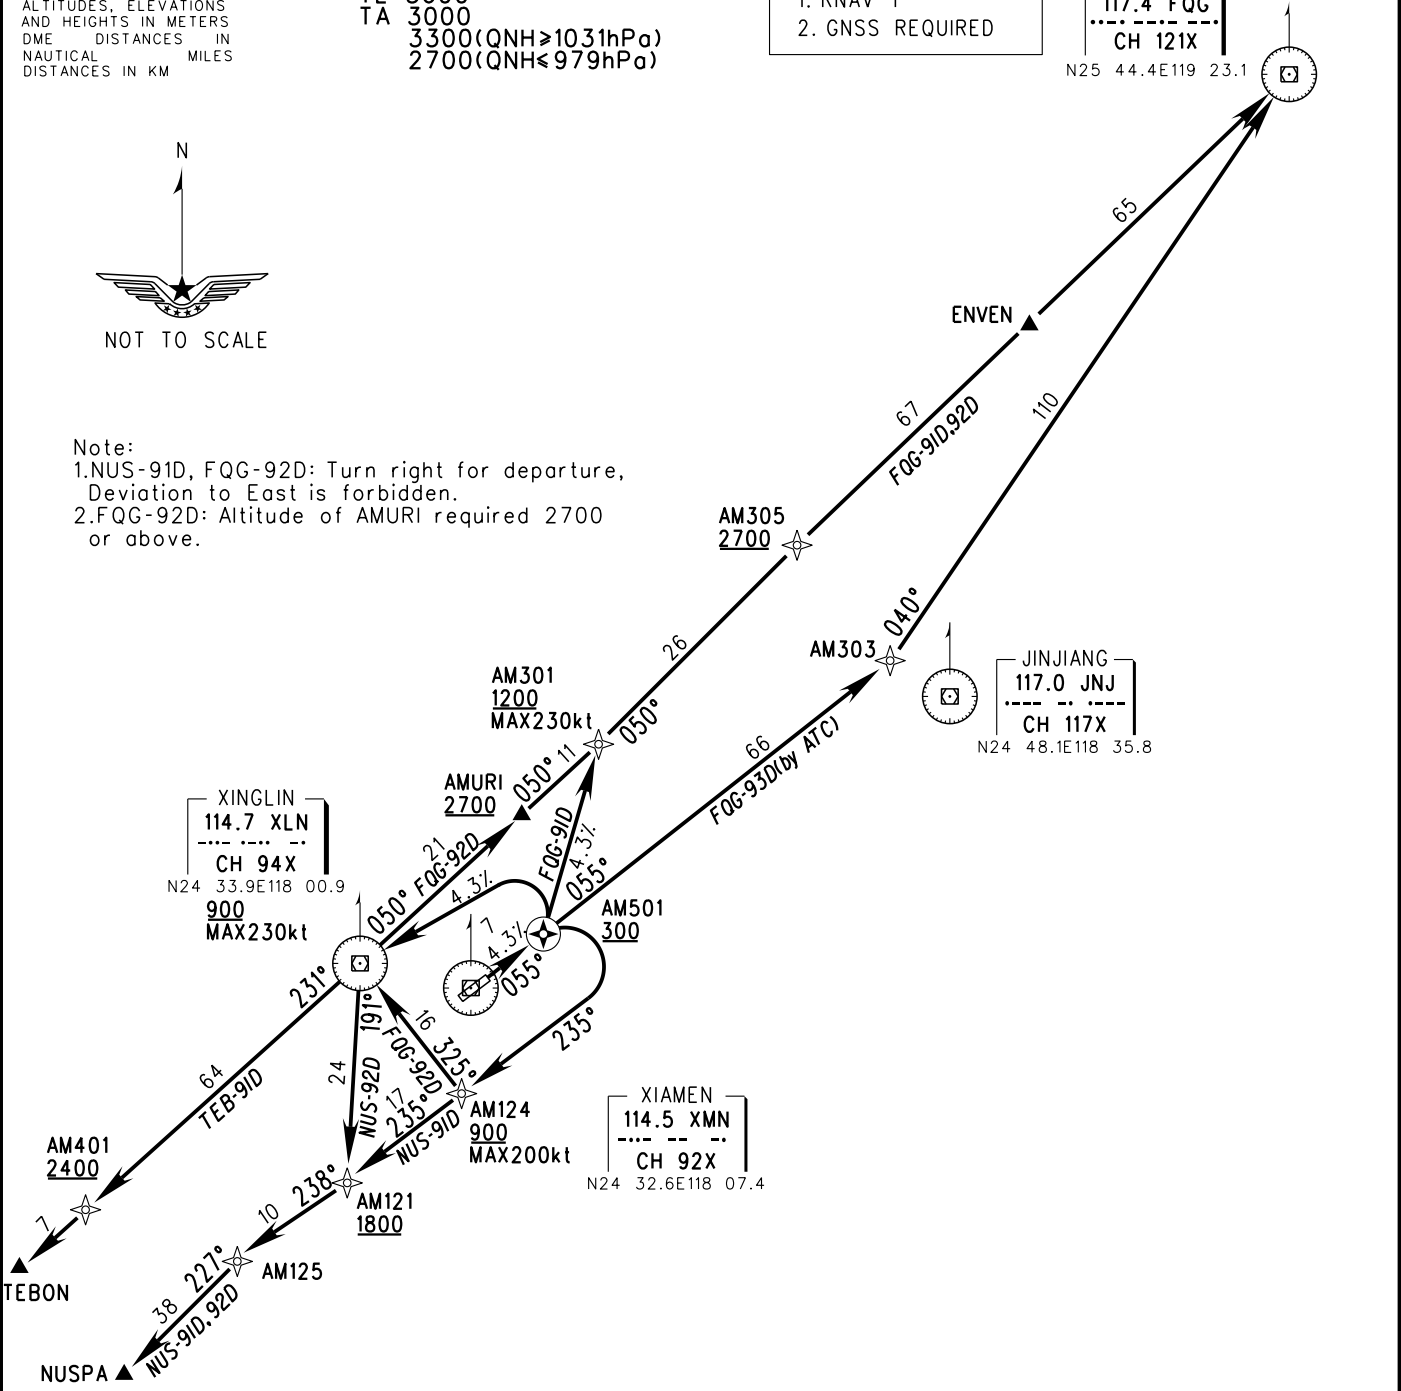 ALTITUDES, ELEVATIONS
AND HEIGHTS IN METERS
DME DISTANCES IN
NAUTICAL MILES
DISTANCES IN KM
TA 3000
3300(QNH≥1031hPa)
2700(QNH≤979hPa)
2. GNSS REQUIRED
117.4 FQG
CH 121X
N25 44.4E119 23.1
N
NOT TO SCALE
65
ENVEN
67
FQG-91D,92D
110
Note:
1.NUS-91D, FQG-92D: Turn right for departure,
Deviation to East is forbidden.
2.FQG-92D: Altitude of AMURI required 2700
or above.
AM305
2700
26
040°
AM303
JINJIANG
117.0 JNJ
CH 117X
N24 48.1E118 35.8
AM301
1200
MAX230kt
050°
11
050°
66
FQG-93D(by ATC)
AMURI
2700
21
FQG-92D
050°
FQG-91D
4.3%
055°
XINGLIN
114.7 XLN
CH 94X
N24 33.9E118 00.9
900
MAX230kt
4.3%
7
4.3%
055°
AM501
300
231°
191°
16
FQG-92D
325°
235°
64
TEB-91D
24
NUS-92D
17
235°
NUS-91D
AM124
900
MAX200kt
XIAMEN
114.5 XMN
CH 92X
N24 32.6E118 07.4
AM401
2400
7
TEBON
238°
AM121
1800
10
AM125
227°
38
NUS-91D,92D
NUSPA